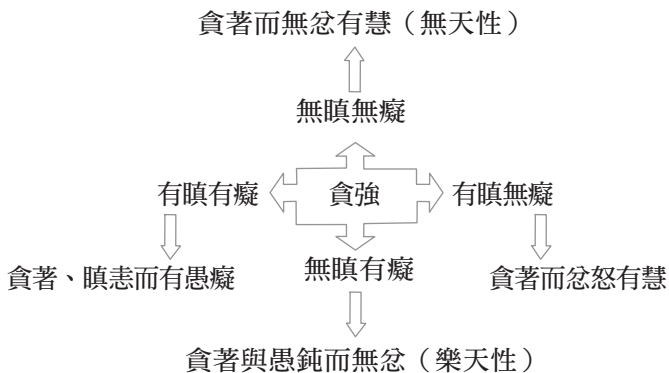 貪著而無忿有慧（無天性）
無瞋無癡
有瞋有癡
貪強
有瞋無癡
貪著、瞋恚而有愚癡
無瞋有癡
貪著而忿怒有慧
貪著與愚鈍而無忿（樂天性）